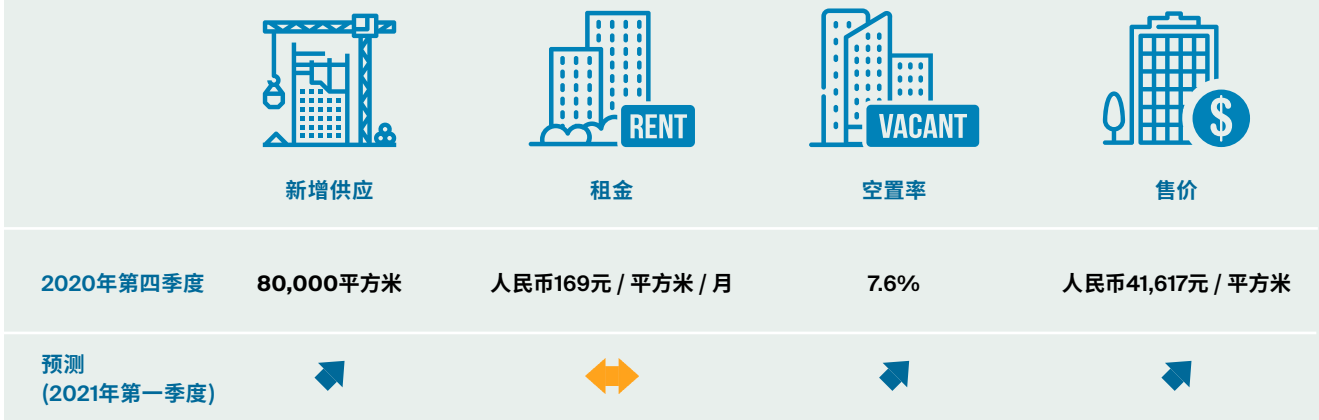 RENT
VACANT
$
新增供应
租金
空置率
售价
2020年第四季度
80,000平方米
人民币169元 / 平方米 / 月
7.6%
人民币41,617元 / 平方米
预测
(2021年第一季度)